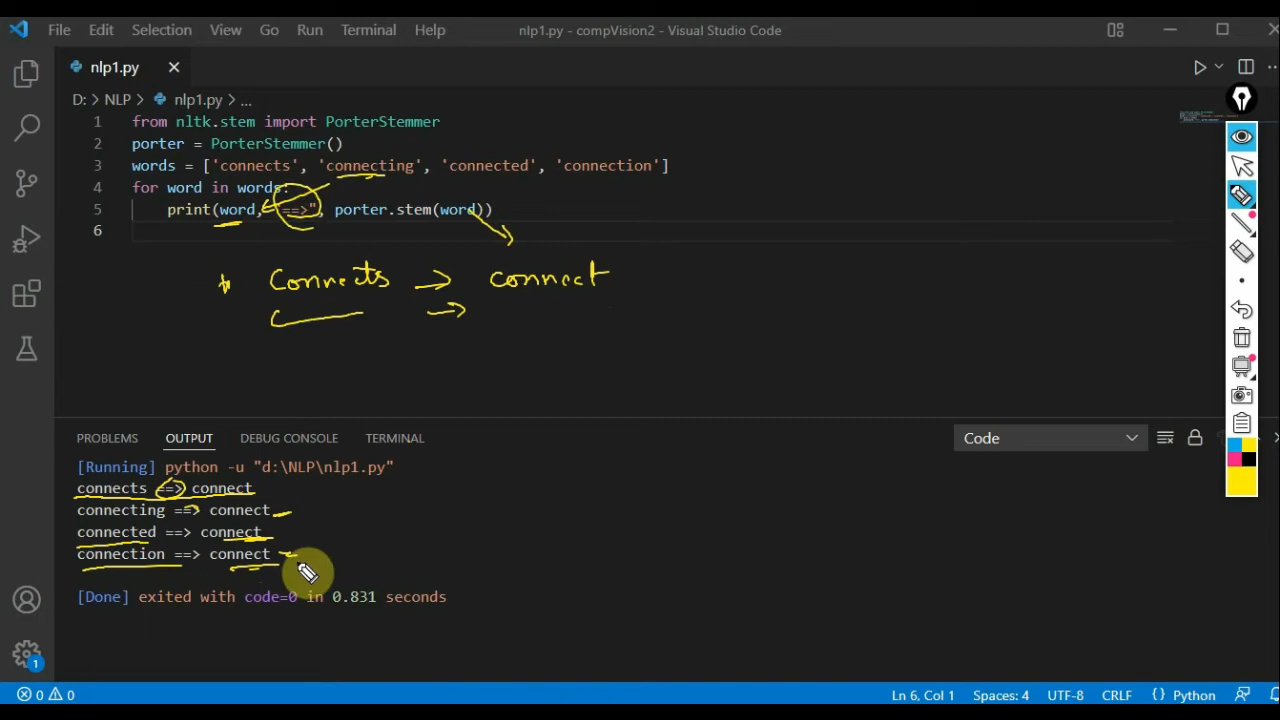 File Edit Selection View Go Run Terminal Help nlp1.py - compVision2 - Visual Studio Code
nlp1.py
D: > NLP > nlp1.py > ...
1 from nltk.stem import PorterStemmer
2 porter = PorterStemmer()
3 words = ['connects', 'connecting', 'connected', 'connection']
4 for word in words:
5 print(word, "==>", porter.stem(word))
6
Connects → connect
→
PROBLEMS OUTPUT DEBUG CONSOLE TERMINAL Code
[Running] python -u "d:\NLP\nlp1.py"
connects ==> connect
connecting ==> connect
connected ==> connect
connection ==> connect
[Done] exited with code=0 in 0.831 seconds
1
0 0 Ln 6, Col 1 Spaces: 4 UTF-8 CRLF Python